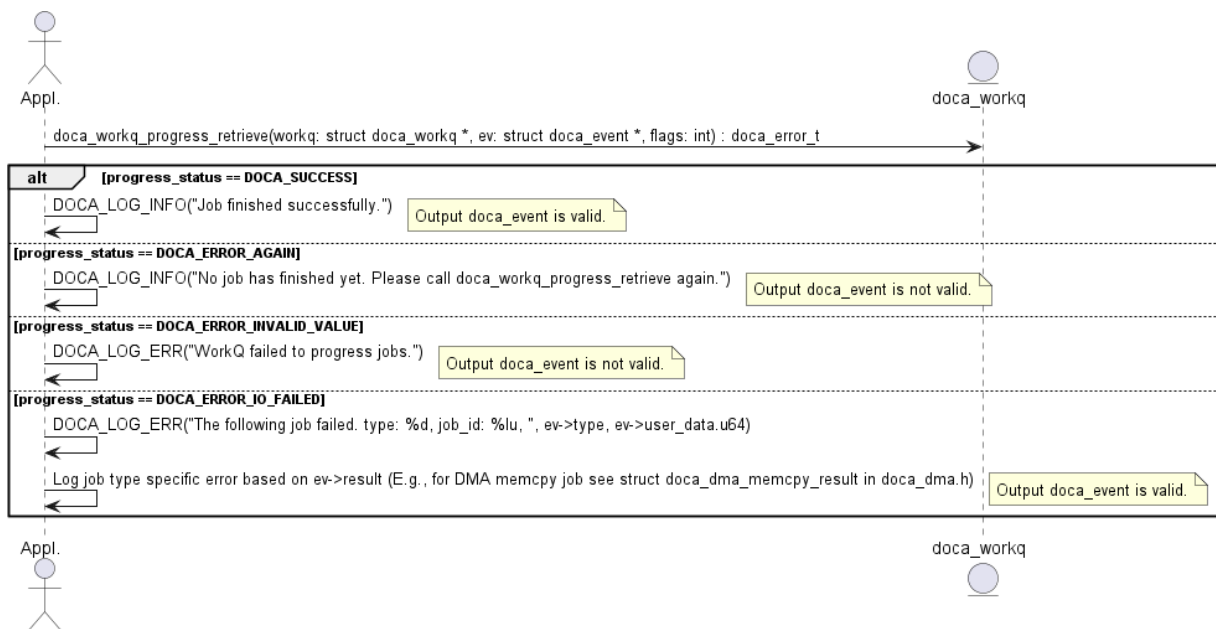 Appl.
doca_workq
doca_workq_progress_retrieve(workq: struct doca_workq *, ev: struct doca_event *, flags: int) : doca_error_t
alt [progress_status == DOCA_SUCCESS]
DOCA_LOG_INFO("Job finished successfully.")
Output doca_event is valid.
[progress_status == DOCA_ERROR_AGAIN]
DOCA_LOG_INFO("No job has finished yet. Please call doca_workq_progress_retrieve again.")
Output doca_event is not valid.
[progress_status == DOCA_ERROR_INVALID_VALUE]
DOCA_LOG_ERR("WorkQ failed to progress jobs.")
Output doca_event is not valid.
[progress_status == DOCA_ERROR_IO_FAILED]
DOCA_LOG_ERR("The following job failed. type: %d, job_id: %lu, ", ev->type, ev->user_data.u64)
Log job type specific error based on ev->result (E.g., for DMA memcpy job see struct doca_dma_memcpy_result in doca_dma.h)
Output doca_event is valid.
Appl.
doca_workq